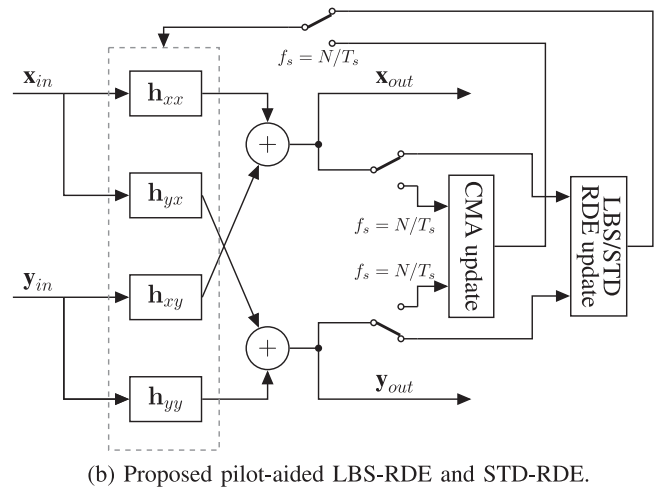 f_s = N/T_s
x_in
h_xx
x_out
+
h_yx
CMA update
LBS/STD
RDE update
f_s = N/T_s
f_s = N/T_s
y_in
h_xy
+
h_yy
y_out
(b) Proposed pilot-aided LBS-RDE and STD-RDE.